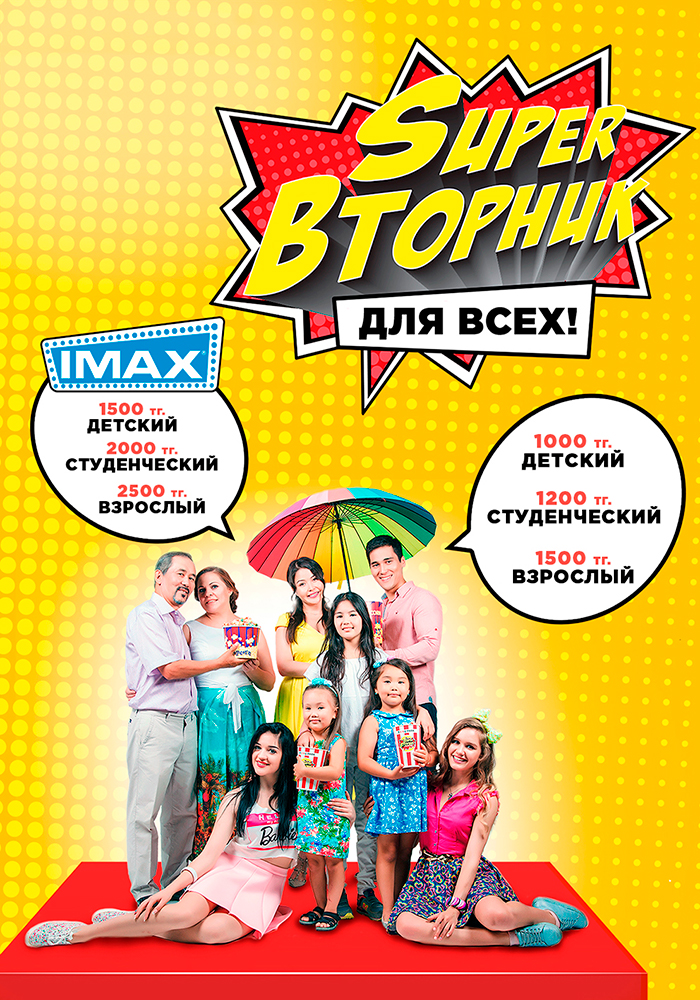 SUPER
ВТОРНИК
ДЛЯ ВСЕХ!
IMAX
1500 тг.
ДЕТСКИЙ
2000 тг.
СТУДЕНЧЕСКИЙ
2500 тг.
ВЗРОСЛЫЙ
1000 тг.
ДЕТСКИЙ
1200 тг.
СТУДЕНЧЕСКИЙ
1500 тг.
ВЗРОСЛЫЙ
Barbie